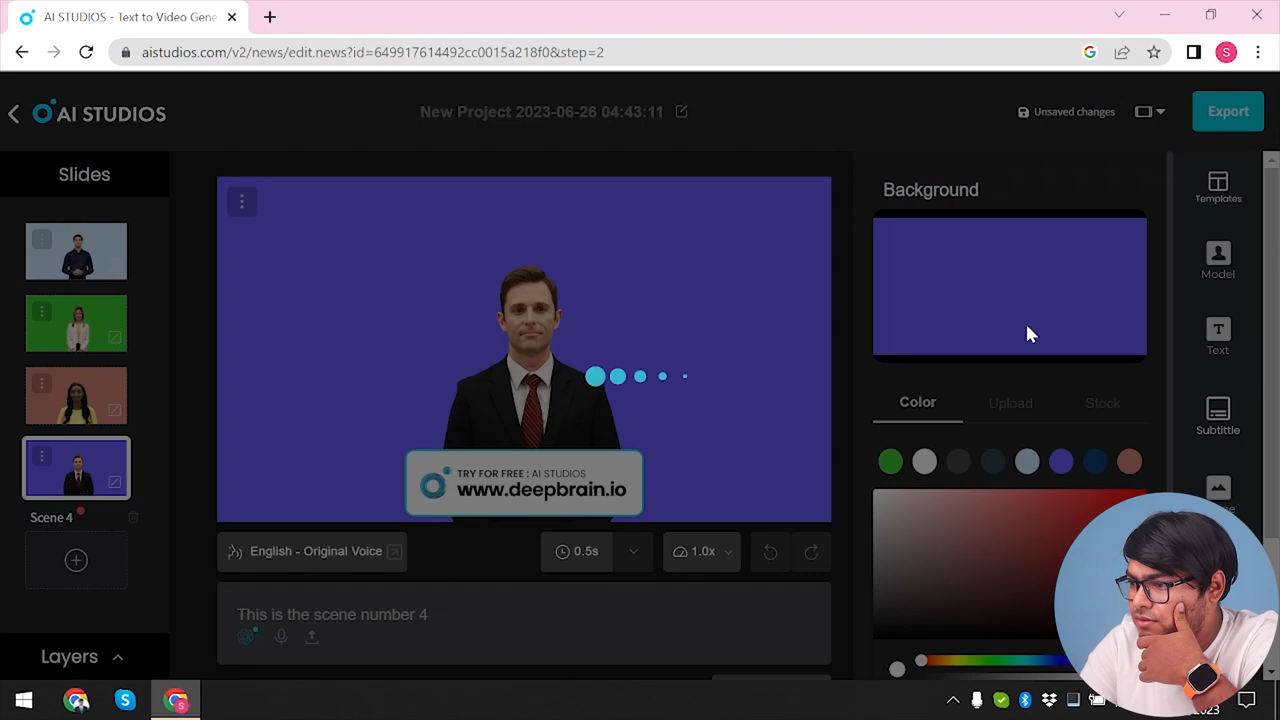 AI STUDIOS - Text to Video Gene
aistudios.com/v2/news/edit.news?id=649917614492cc0015a218f0&step=2
S
AI STUDIOS
New Project 2023-06-26 04:43:11
Unsaved changes
Export
Slides
Background
Templates
Model
Text
Subtittle
Color
Upload
Stock
TRY FOR FREE : AI STUDIOS
www.deepbrain.io
Scene 4
English - Original Voice
0.5s
1.0x
This is the scene number 4
Layers